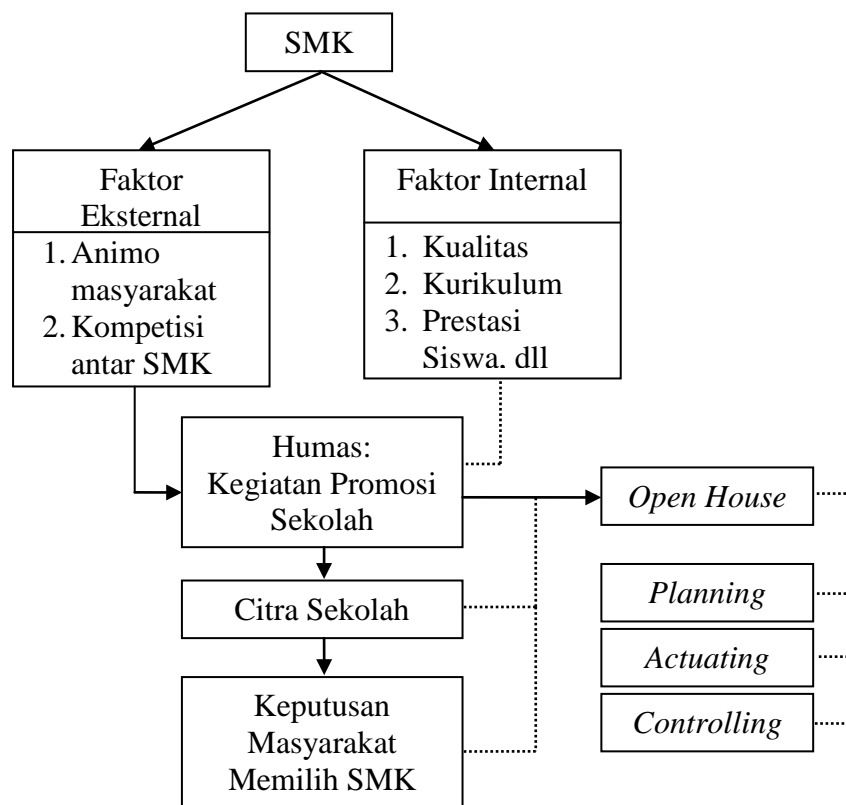 SMK
Faktor
Eksternal
1. Animo
masyarakat
2. Kompetisi
antar SMK
Faktor Internal
1. Kualitas
2. Kurikulum
3. Prestasi
Siswa, dll
Humas:
Kegiatan Promosi
Sekolah
Open House
Citra Sekolah
Planning
Actuating
Controlling
Keputusan
Masyarakat
Memilih SMK